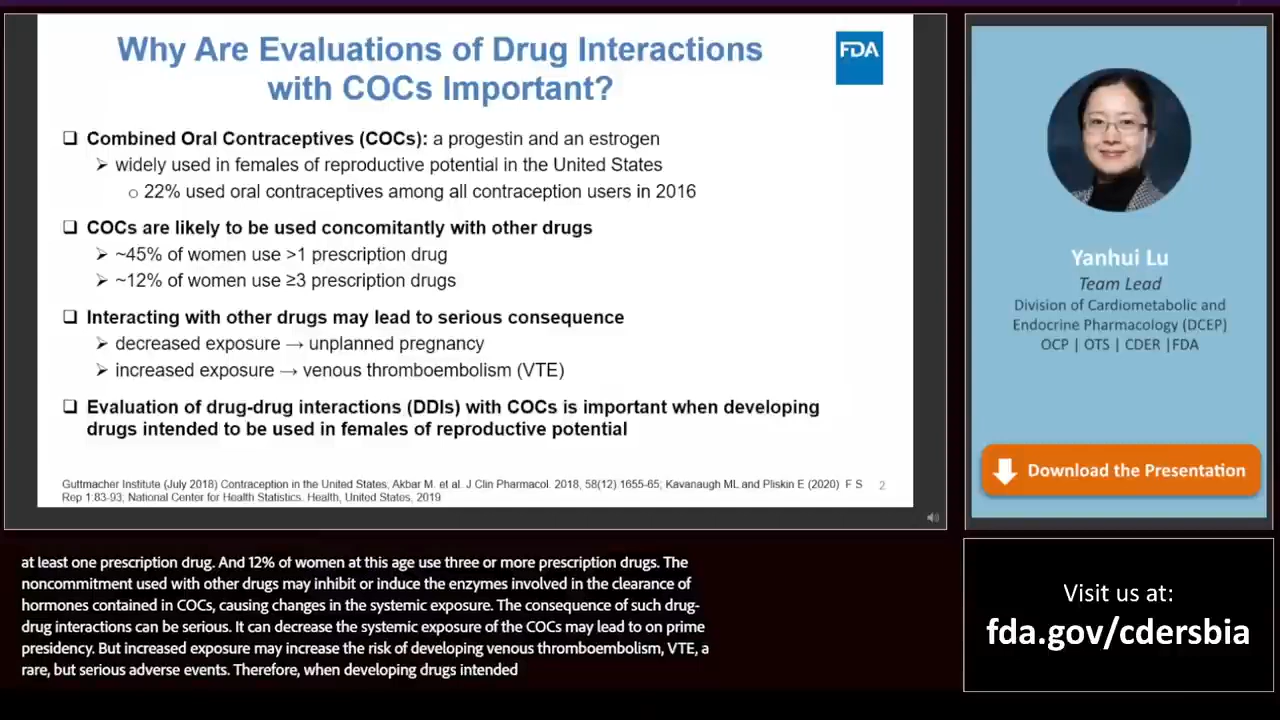 Why Are Evaluations of Drug Interactions
with COCs Important?
FDA
❑ Combined Oral Contraceptives (COCs): a progestin and an estrogen
➢ widely used in females of reproductive potential in the United States
○ 22% used oral contraceptives among all contraception users in 2016
❑ COCs are likely to be used concomitantly with other drugs
➢ ~45% of women use >1 prescription drug
➢ ~12% of women use ≥3 prescription drugs
❑ Interacting with other drugs may lead to serious consequence
➢ decreased exposure → unplanned pregnancy
➢ increased exposure → venous thromboembolism (VTE)
❑ Evaluation of drug-drug interactions (DDIs) with COCs is important when developing
drugs intended to be used in females of reproductive potential
Guttmacher Institute (July 2018) Contraception in the United States; Akbar M. et al. J Clin Pharmacol. 2018, 58(12) 1655-65; Kavanaugh ML and Pliskin E (2020) F S
Rep 1:83-93; National Center for Health Statistics. Health, United States, 2019
2
Yanhui Lu
Team Lead
Division of Cardiometabolic and
Endocrine Pharmacology (DCEP)
OCP | OTS | CDER |FDA
Download the Presentation
at least one prescription drug. And 12% of women at this age use three or more prescription drugs. The
noncommitment used with other drugs may inhibit or induce the enzymes involved in the clearance of
hormones contained in COCs, causing changes in the systemic exposure. The consequence of such drug-
drug interactions can be serious. It can decrease the systemic exposure of the COCs may lead to on prime
presidency. But increased exposure may increase the risk of developing venous thromboembolism, VTE, a
rare, but serious adverse events. Therefore, when developing drugs intended
Visit us at:
fda.gov/cdersbia